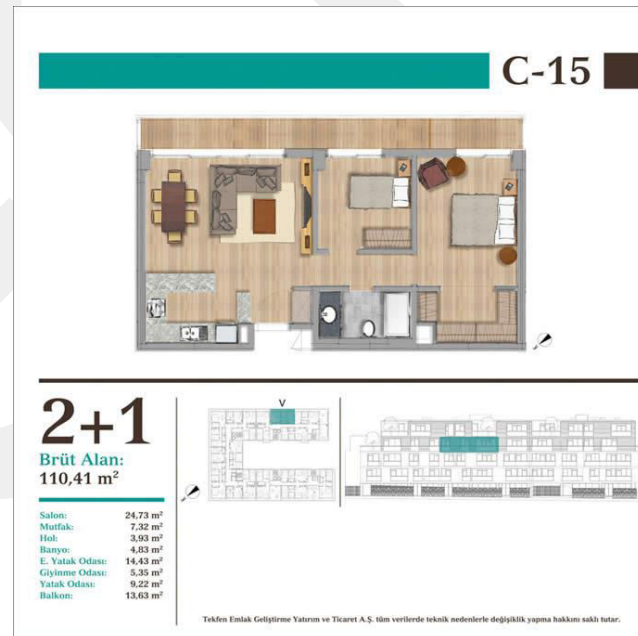 C-15
2+1
Brüt Alan:
110,41 m²
V
Salon: 24,73 m²
Mutfak: 7,32 m²
Hol: 3,93 m²
Banyo: 4,83 m²
E. Yatak Odası: 14,43 m²
Giyinme Odası: 5,35 m²
Yatak Odası: 9,22 m²
Balkon: 13,63 m²
Tekfen Emlak Geliştirme Yatırım ve Ticaret A.Ş. tüm verilerde teknik nedenlerle değişiklik yapma hakkını saklı tutar.